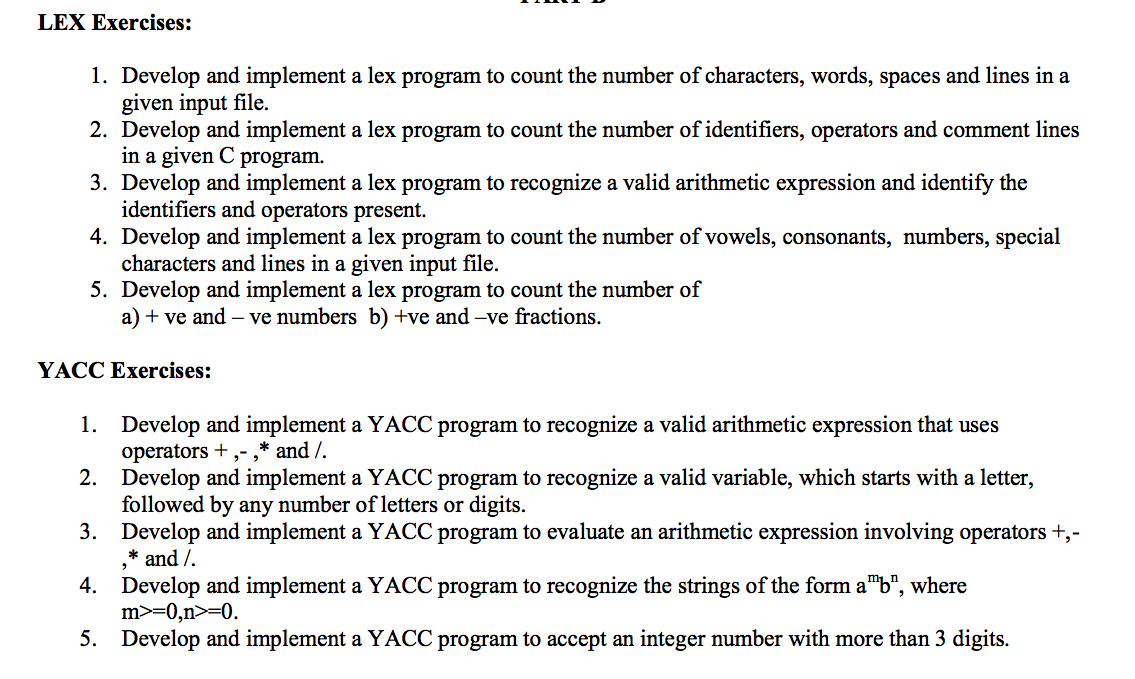 LEX Exercises:
1. Develop and implement a lex program to count the number of characters, words, spaces and lines in a
given input file.
2. Develop and implement a lex program to count the number of identifiers, operators and comment lines
in a given C program.
3. Develop and implement a lex program to recognize a valid arithmetic expression and identify the
identifiers and operators present.
4. Develop and implement a lex program to count the number of vowels, consonants,  numbers, special
characters and lines in a given input file.
5. Develop and implement a lex program to count the number of
a) + ve and – ve numbers  b) +ve and –ve fractions.
YACC Exercises:
1. Develop and implement a YACC program to recognize a valid arithmetic expression that uses
operators + ,- ,* and /.
2. Develop and implement a YACC program to recognize a valid variable, which starts with a letter,
followed by any number of letters or digits.
3. Develop and implement a YACC program to evaluate an arithmetic expression involving operators +,-
,* and /.
4. Develop and implement a YACC program to recognize the strings of the form aᵐbⁿ, where
m>=0,n>=0.
5. Develop and implement a YACC program to accept an integer number with more than 3 digits.